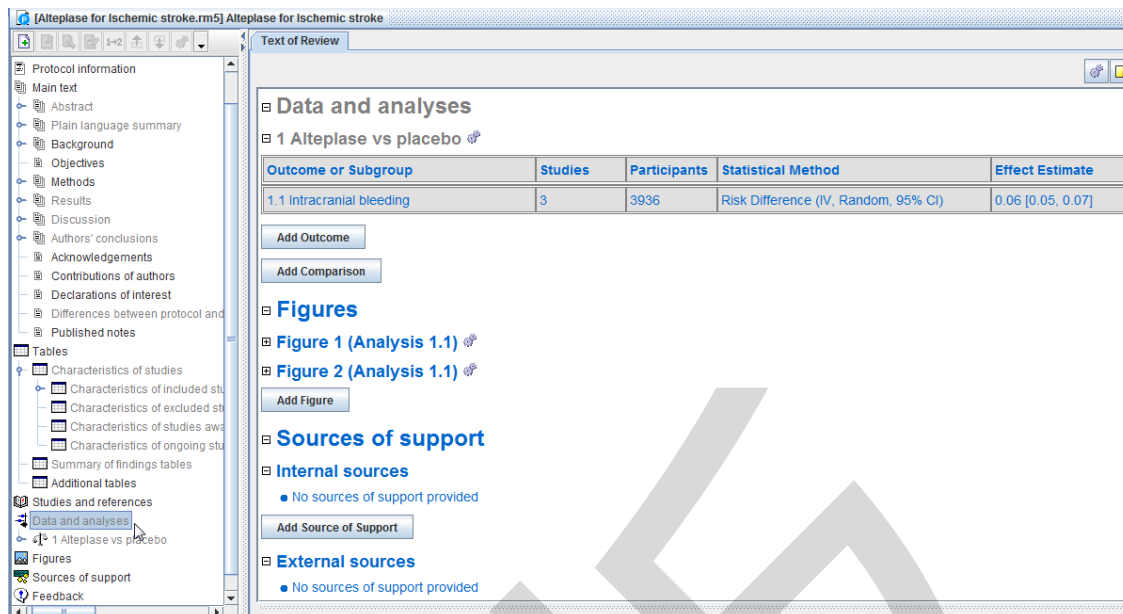 [Alteplase for Ischemic stroke.rm5] Alteplase for Ischemic stroke
1→2
Protocol information
Main text
Abstract
Plain language summary
Background
Objectives
Methods
Results
Discussion
Authors' conclusions
Acknowledgements
Contributions of authors
Declarations of interest
Differences between protocol and
Published notes
Tables
Characteristics of studies
Characteristics of included stu
Characteristics of excluded st
Characteristics of studies awa
Characteristics of ongoing stu
Summary of findings tables
Additional tables
Studies and references
Data and analyses
1 Alteplase vs placebo
Figures
Sources of support
Feedback
Text of Review
Data and analyses
1 Alteplase vs placebo
Outcome or Subgroup Studies Participants Statistical Method Effect Estimate
1.1 Intracranial bleeding 3 3936 Risk Difference (IV, Random, 95% CI) 0.06 [0.05, 0.07]
Add Outcome
Add Comparison
Figures
Figure 1 (Analysis 1.1)
Figure 2 (Analysis 1.1)
Add Figure
Sources of support
Internal sources
No sources of support provided
Add Source of Support
External sources
No sources of support provided